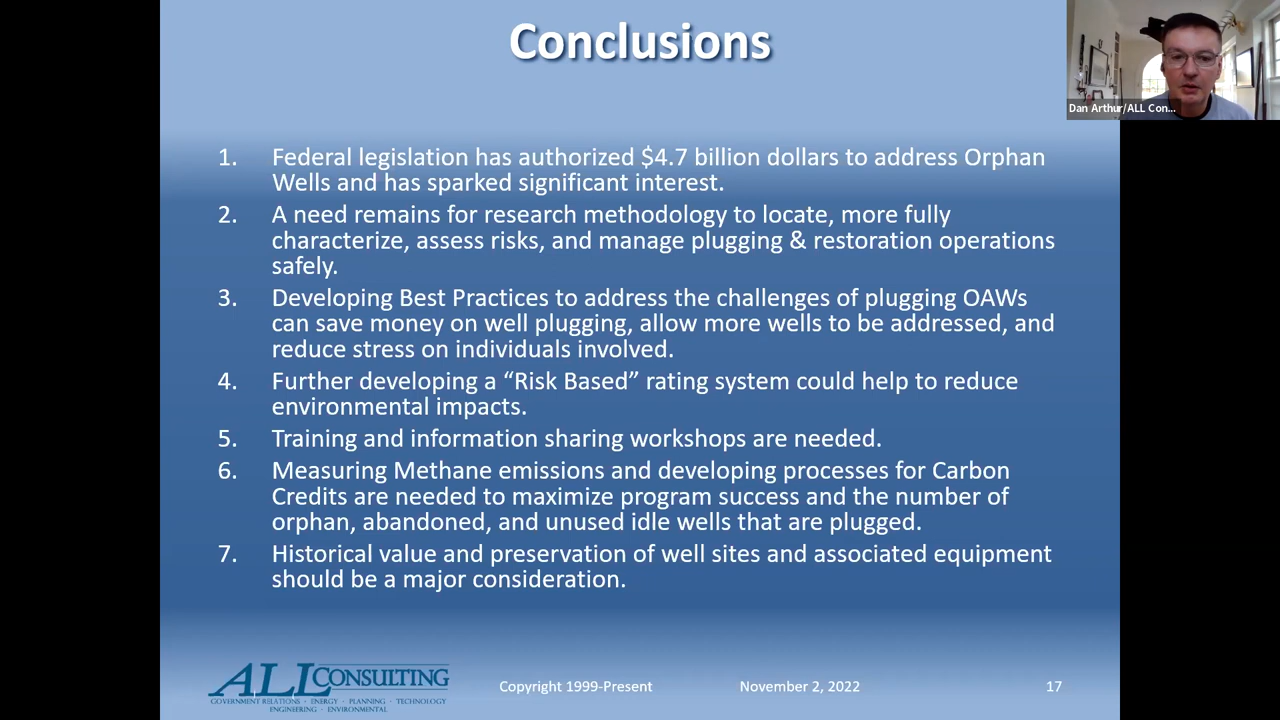 Conclusions
Dan Arthur/ALL Con...
1. Federal legislation has authorized $4.7 billion dollars to address Orphan
Wells and has sparked significant interest.
2. A need remains for research methodology to locate, more fully
characterize, assess risks, and manage plugging & restoration operations
safely.
3. Developing Best Practices to address the challenges of plugging OAWs
can save money on well plugging, allow more wells to be addressed, and
reduce stress on individuals involved.
4. Further developing a “Risk Based” rating system could help to reduce
environmental impacts.
5. Training and information sharing workshops are needed.
6. Measuring Methane emissions and developing processes for Carbon
Credits are needed to maximize program success and the number of
orphan, abandoned, and unused idle wells that are plugged.
7. Historical value and preservation of well sites and associated equipment
should be a major consideration.
ALL CONSULTING
GOVERNMENT RELATIONS • ENERGY • PLANNING • TECHNOLOGY
ENGINEERING • ENVIRONMENTAL
Copyright 1999-Present
November 2, 2022
17